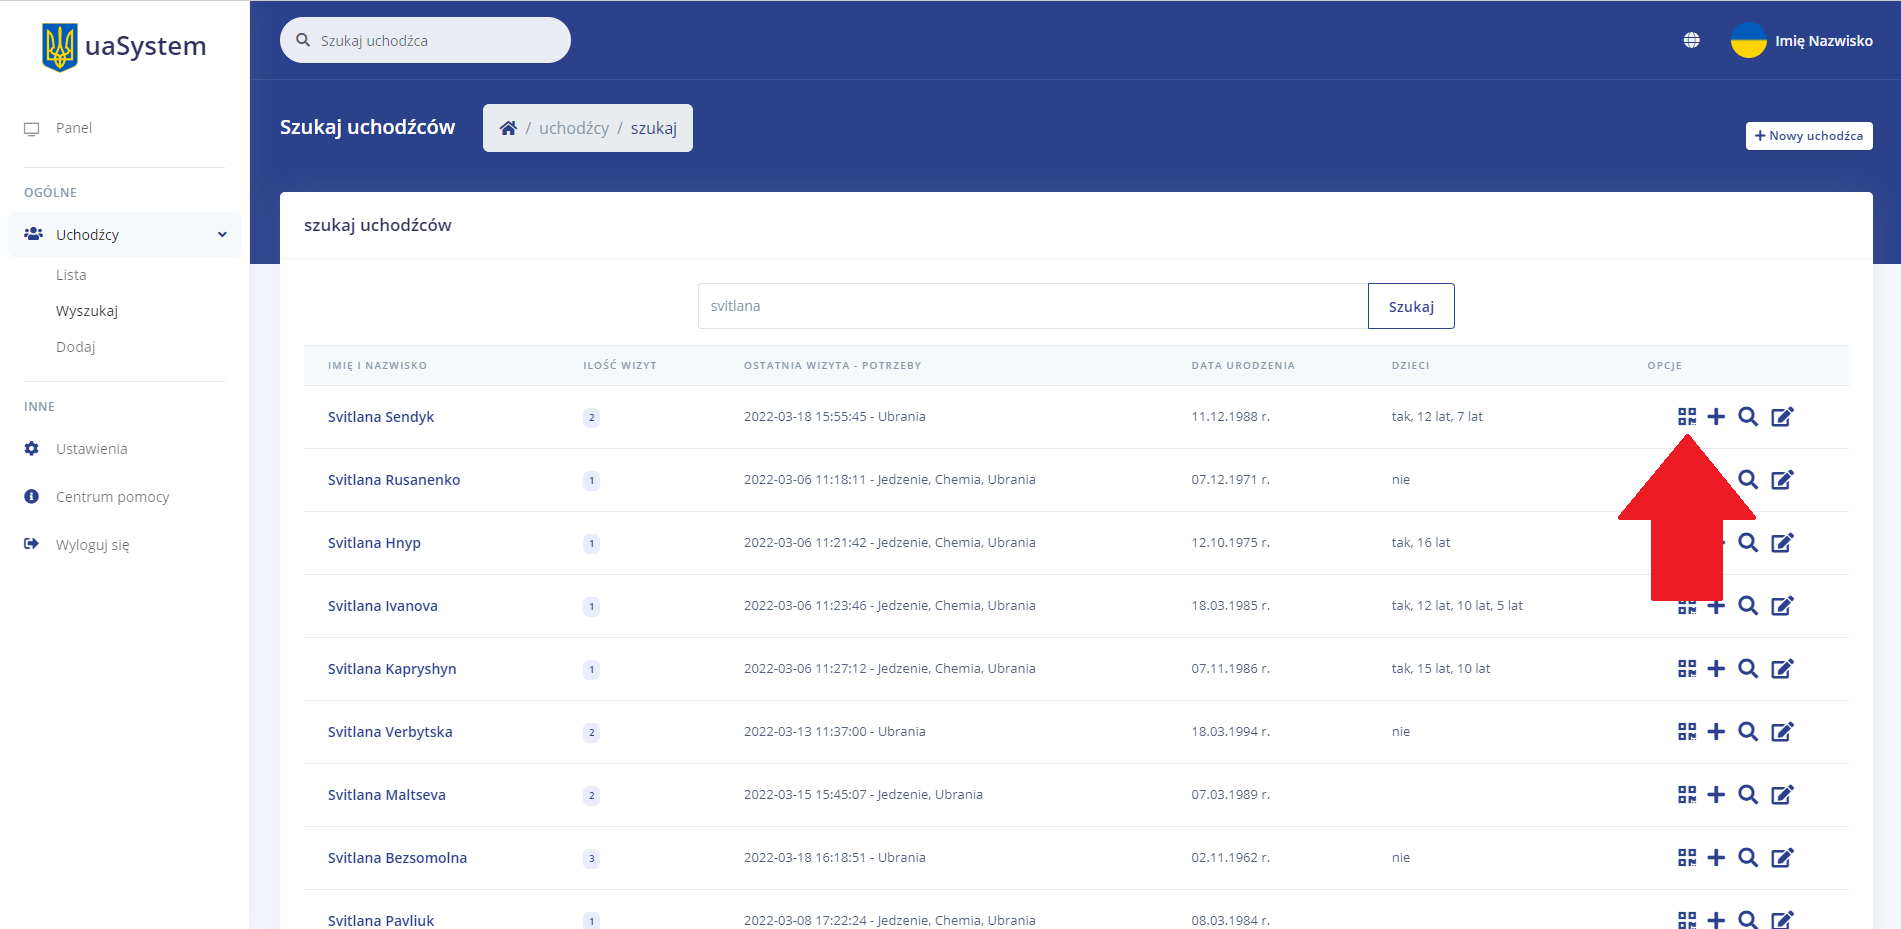 uaSystem
Szukaj uchodźca
Imię Nazwisko
Panel
OGÓLNE
Uchodźcy
Lista
Wyszukaj
Dodaj
INNE
Ustawienia
Centrum pomocy
Wyloguj się
Szukaj uchodźców
/ uchodźcy / szukaj
Nowy uchodźca
szukaj uchodźców
svitlana
Szukaj
IMIĘ I NAZWISKO ILOŚĆ WIZYT OSTATNIA WIZYTA - POTRZEBY DATA URODZENIA DZIECI OPCJE
Svitlana Sendyk 2 2022-03-18 15:55:45 - Ubrania 11.12.1988 r. tak, 12 lat, 7 lat
Svitlana Rusanenko 1 2022-03-06 11:18:11 - Jedzenie, Chemia, Ubrania 07.12.1971 r. nie
Svitlana Hnyp 1 2022-03-06 11:21:42 - Jedzenie, Chemia, Ubrania 12.10.1975 r. tak, 16 lat
Svitlana Ivanova 1 2022-03-06 11:23:46 - Jedzenie, Chemia, Ubrania 18.03.1985 r. tak, 12 lat, 10 lat, 5 lat
Svitlana Kapryshyn 1 2022-03-06 11:27:12 - Jedzenie, Chemia, Ubrania 07.11.1986 r. tak, 15 lat, 10 lat
Svitlana Verbytska 2 2022-03-13 11:37:00 - Ubrania 18.03.1994 r. nie
Svitlana Maltseva 2 2022-03-15 15:45:07 - Jedzenie, Ubrania 07.03.1989 r.
Svitlana Bezsomolna 3 2022-03-18 16:18:51 - Ubrania 02.11.1962 r. nie
Svitlana Pavliuk 1 2022-03-08 17:22:24 - Jedzenie, Chemia, Ubrania 08.03.1984 r.